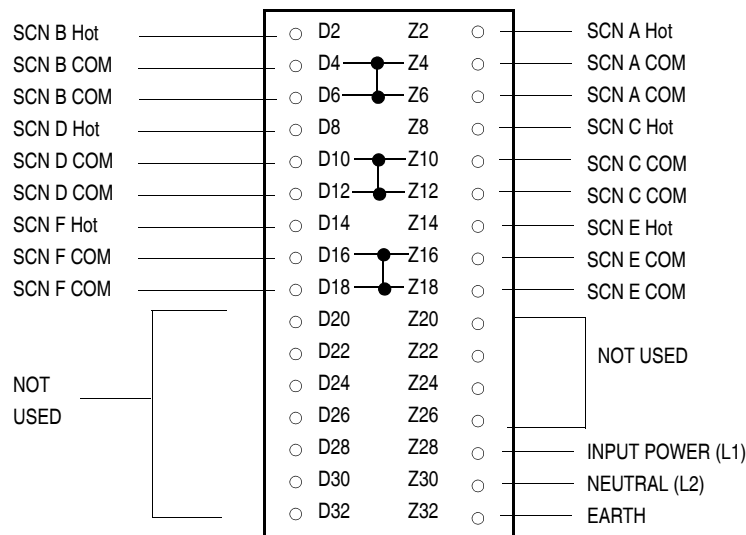 SCN B Hot D2 Z2 SCN A Hot
SCN B COM D4 Z4 SCN A COM
SCN B COM D6 Z6 SCN A COM
SCN D Hot D8 Z8 SCN C Hot
SCN D COM D10 Z10 SCN C COM
SCN D COM D12 Z12 SCN C COM
SCN F Hot D14 Z14 SCN E Hot
SCN F COM D16 Z16 SCN E COM
SCN F COM D18 Z18 SCN E COM
D20 Z20
D22 Z22 NOT USED
NOT D24 Z24
USED D26 Z26
D28 Z28 INPUT POWER (L1)
D30 Z30 NEUTRAL (L2)
D32 Z32 EARTH